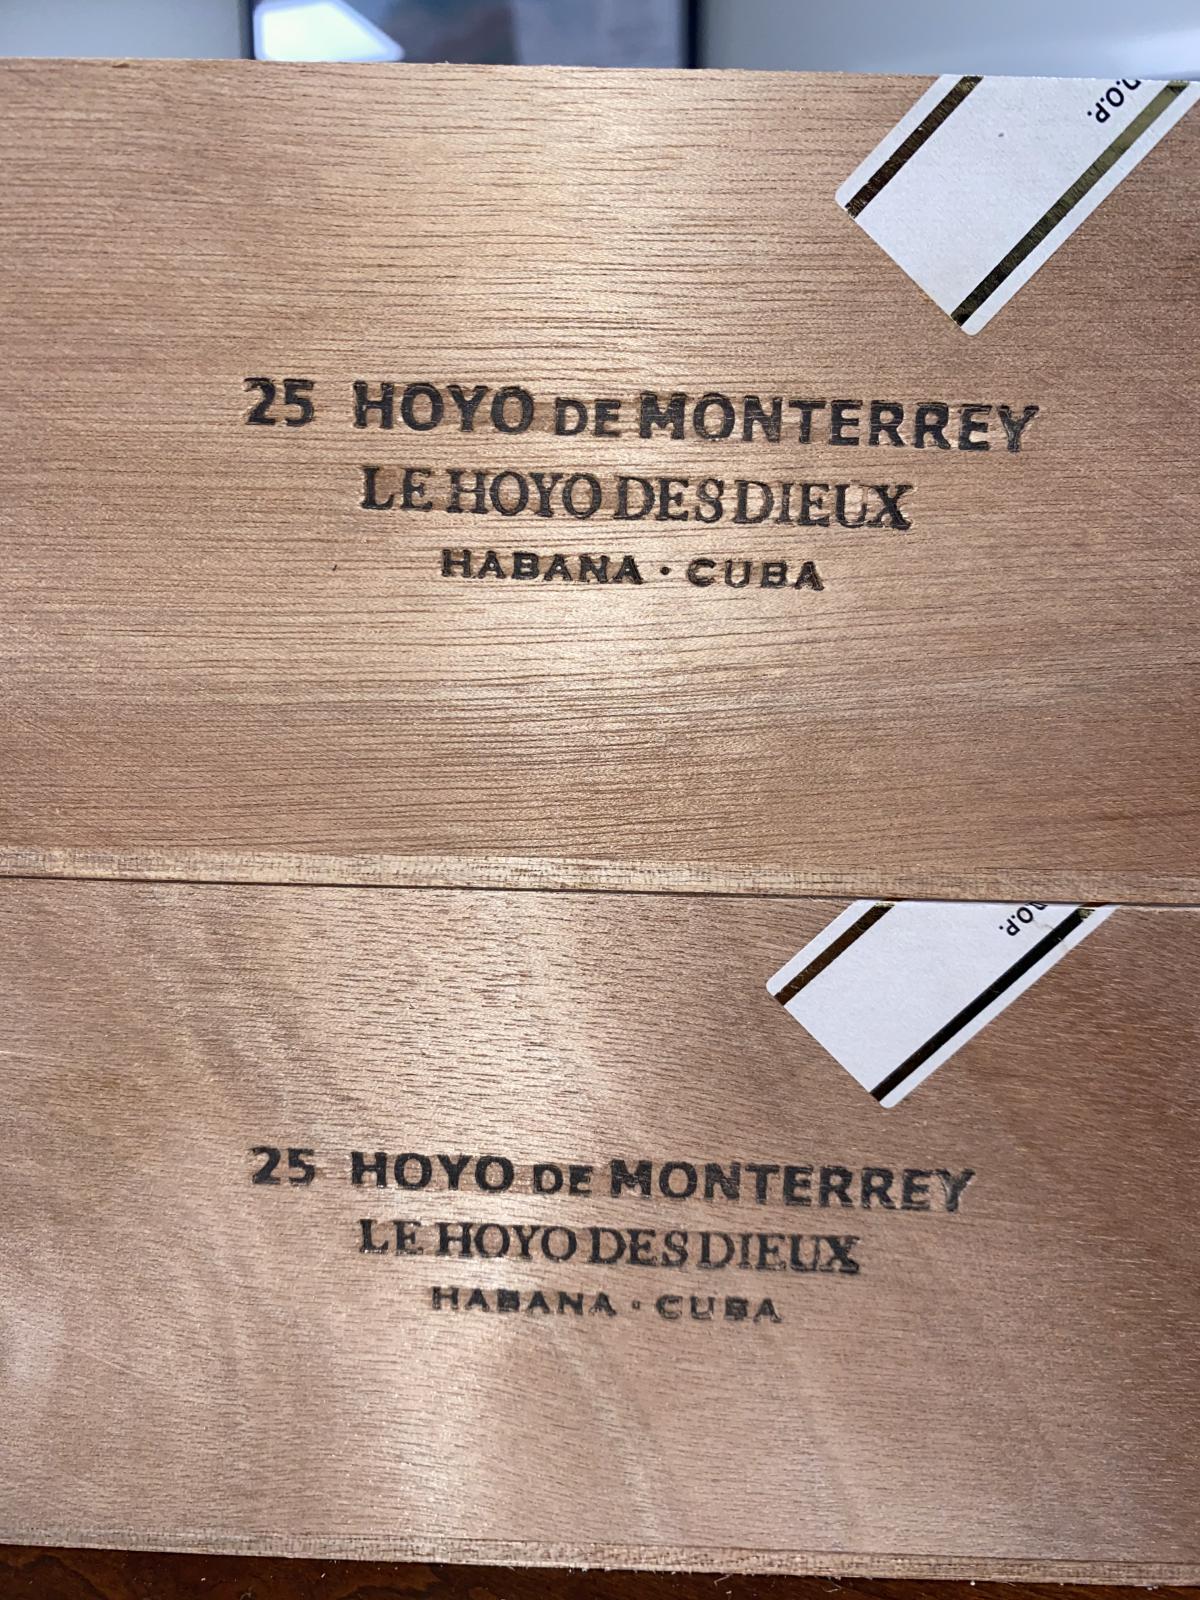 D.O.P.
25 HOYO DE MONTERREY
LE HOYO DES DIEUX
HABANA · CUBA
D.O.P.
25 HOYO DE MONTERREY
LE HOYO DES DIEUX
HABANA · CUBA